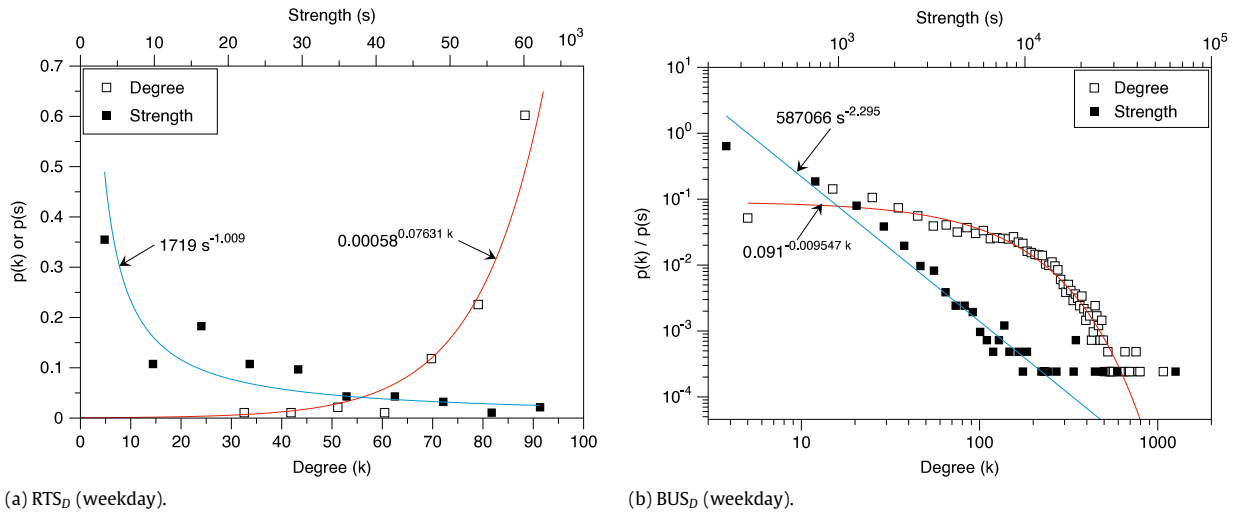 Strength (s)
0 10 20 30 40 50 60 10³
0.7
0.6
0.5
0.4
0.3
0.2
0.1
0
p(k) or p(s)
Degree
Strength
1719 s^-1.009
0.00058^0.07631 k
0 10 20 30 40 50 60 70 80 90 100
Degree (k)
(a) RTS_D (weekday).
Strength (s)
10³ 10⁴ 10⁵
10¹
10⁰
10⁻¹
10⁻²
10⁻³
10⁻⁴
p(k) / p(s)
Degree
Strength
587066 s^-2.295
0.091^-0.009547 k
10 100 1000
Degree (k)
(b) BUS_D (weekday).